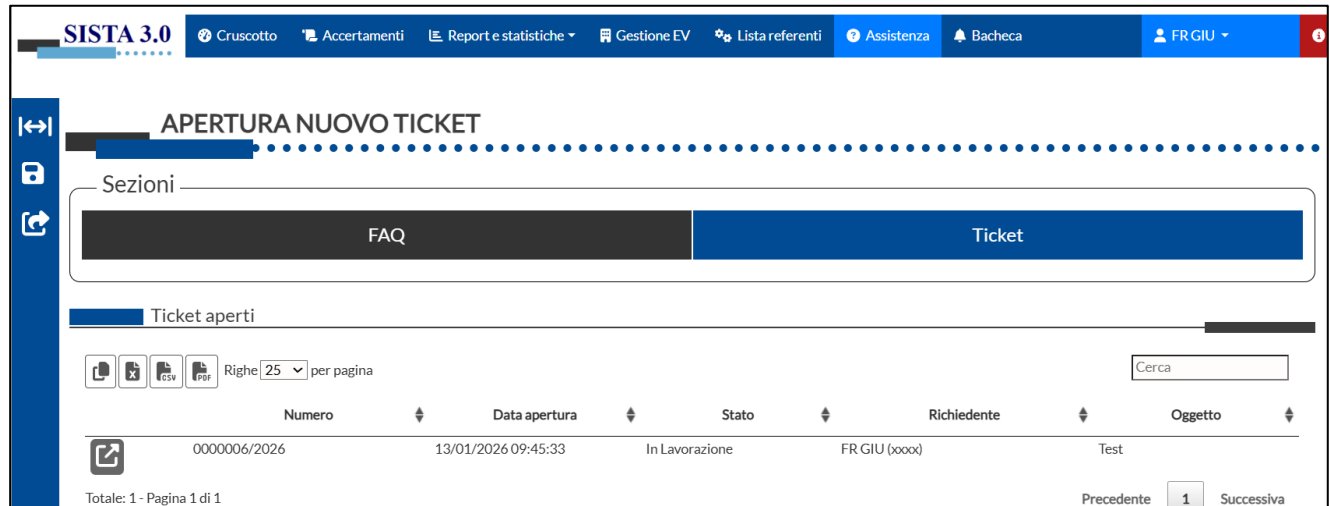 SISTA 3.0 Cruscotto Accertamenti Report e statistiche Gestione EV Lista referenti Assistenza Bacheca FR GIU
APERTURA NUOVO TICKET
Sezioni
FAQ Ticket
Ticket aperti
CSV PDF Righe 25 per pagina Cerca
Numero Data apertura Stato Richiedente Oggetto
0000006/2026 13/01/2026 09:45:33 In Lavorazione FR GIU (xxxx) Test
Totale: 1 - Pagina 1 di 1 Precedente 1 Successiva